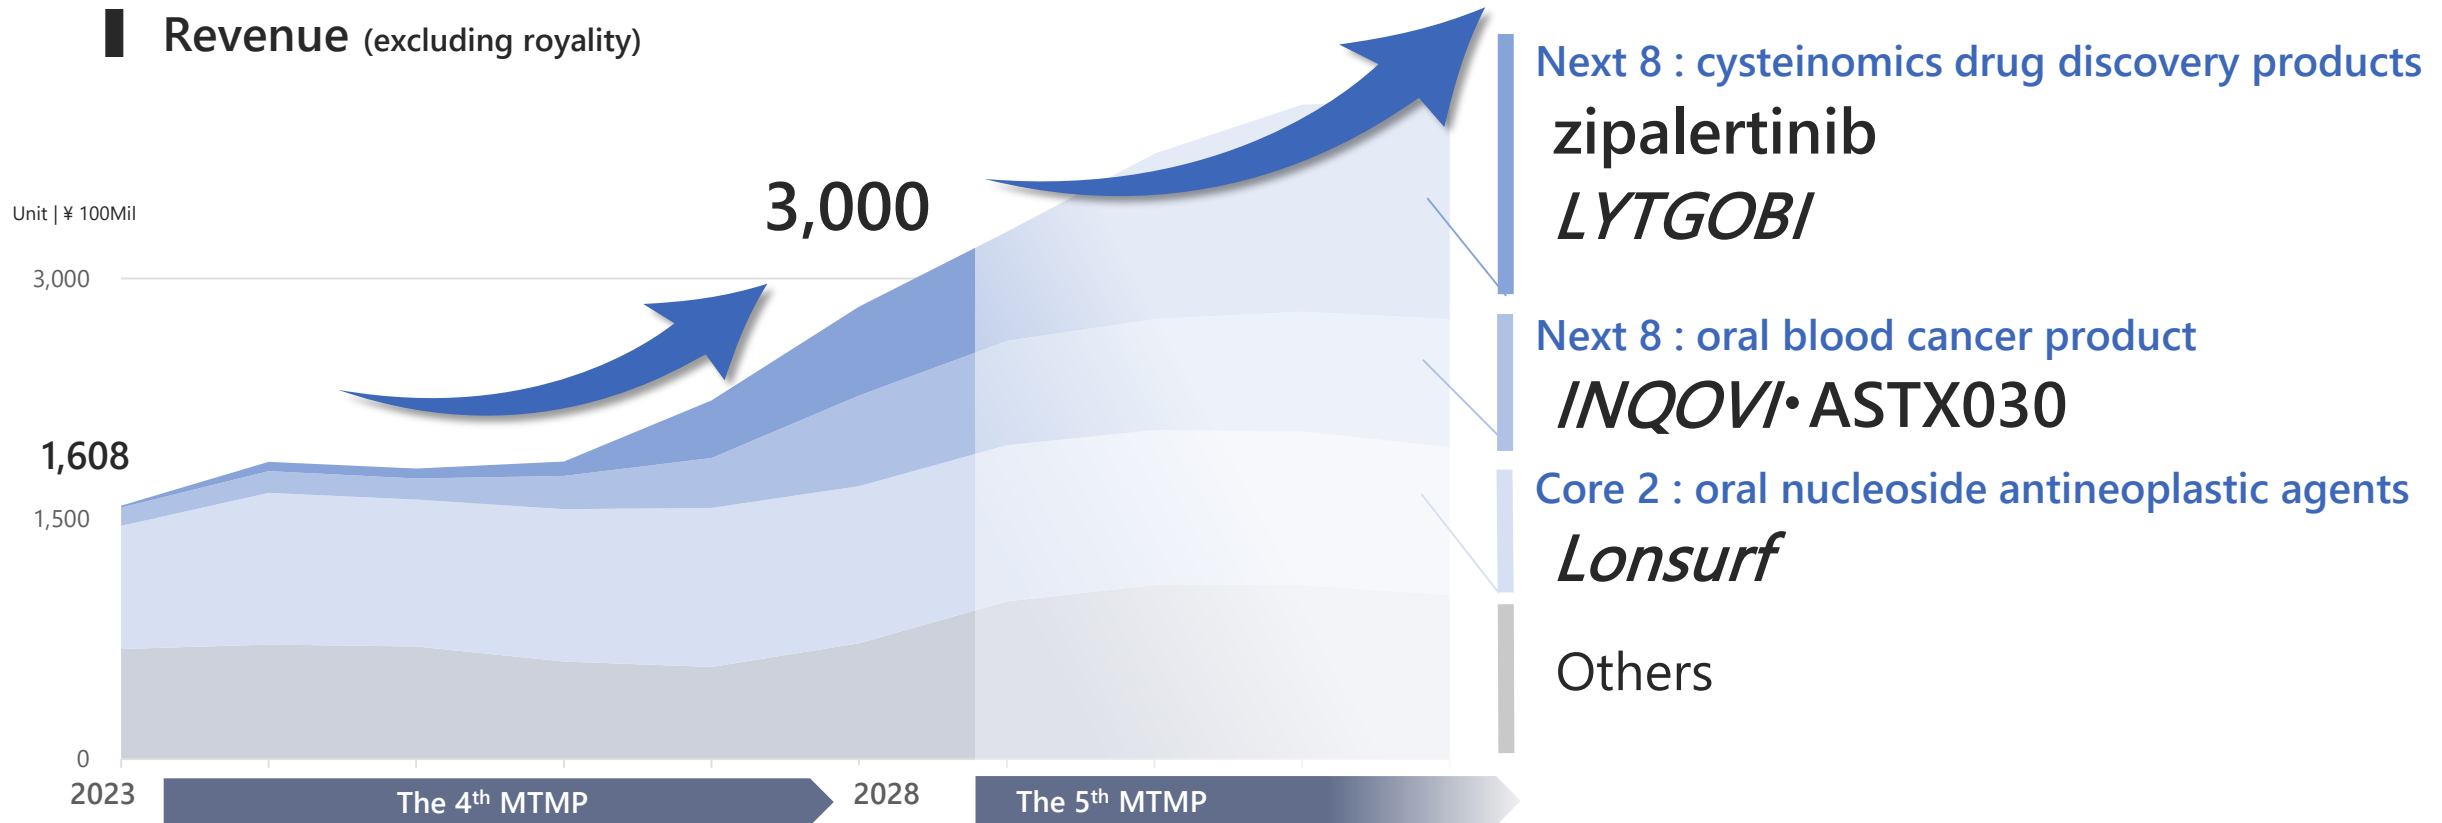 Revenue (excluding royality)
Unit | ¥ 100Mil
3,000
3,000
1,608
1,500
0
2023
2028
The 4th MTMP
The 5th MTMP
Next 8 : cysteinomics drug discovery products
zipalertinib
LYTGOBI
Next 8 : oral blood cancer product
INQOVI・ASTX030
Core 2 : oral nucleoside antineoplastic agents
Lonsurf
Others